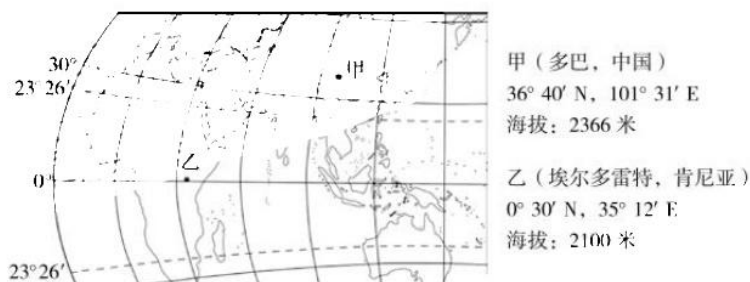 30°
23°26′
甲
乙
0°
23°26′
甲（多巴，中国）
36° 40′ N，101° 31′ E
海拔：2366 米
乙（埃尔多雷特，肯尼亚）
0° 30′ N，35° 12′ E
海拔：2100 米